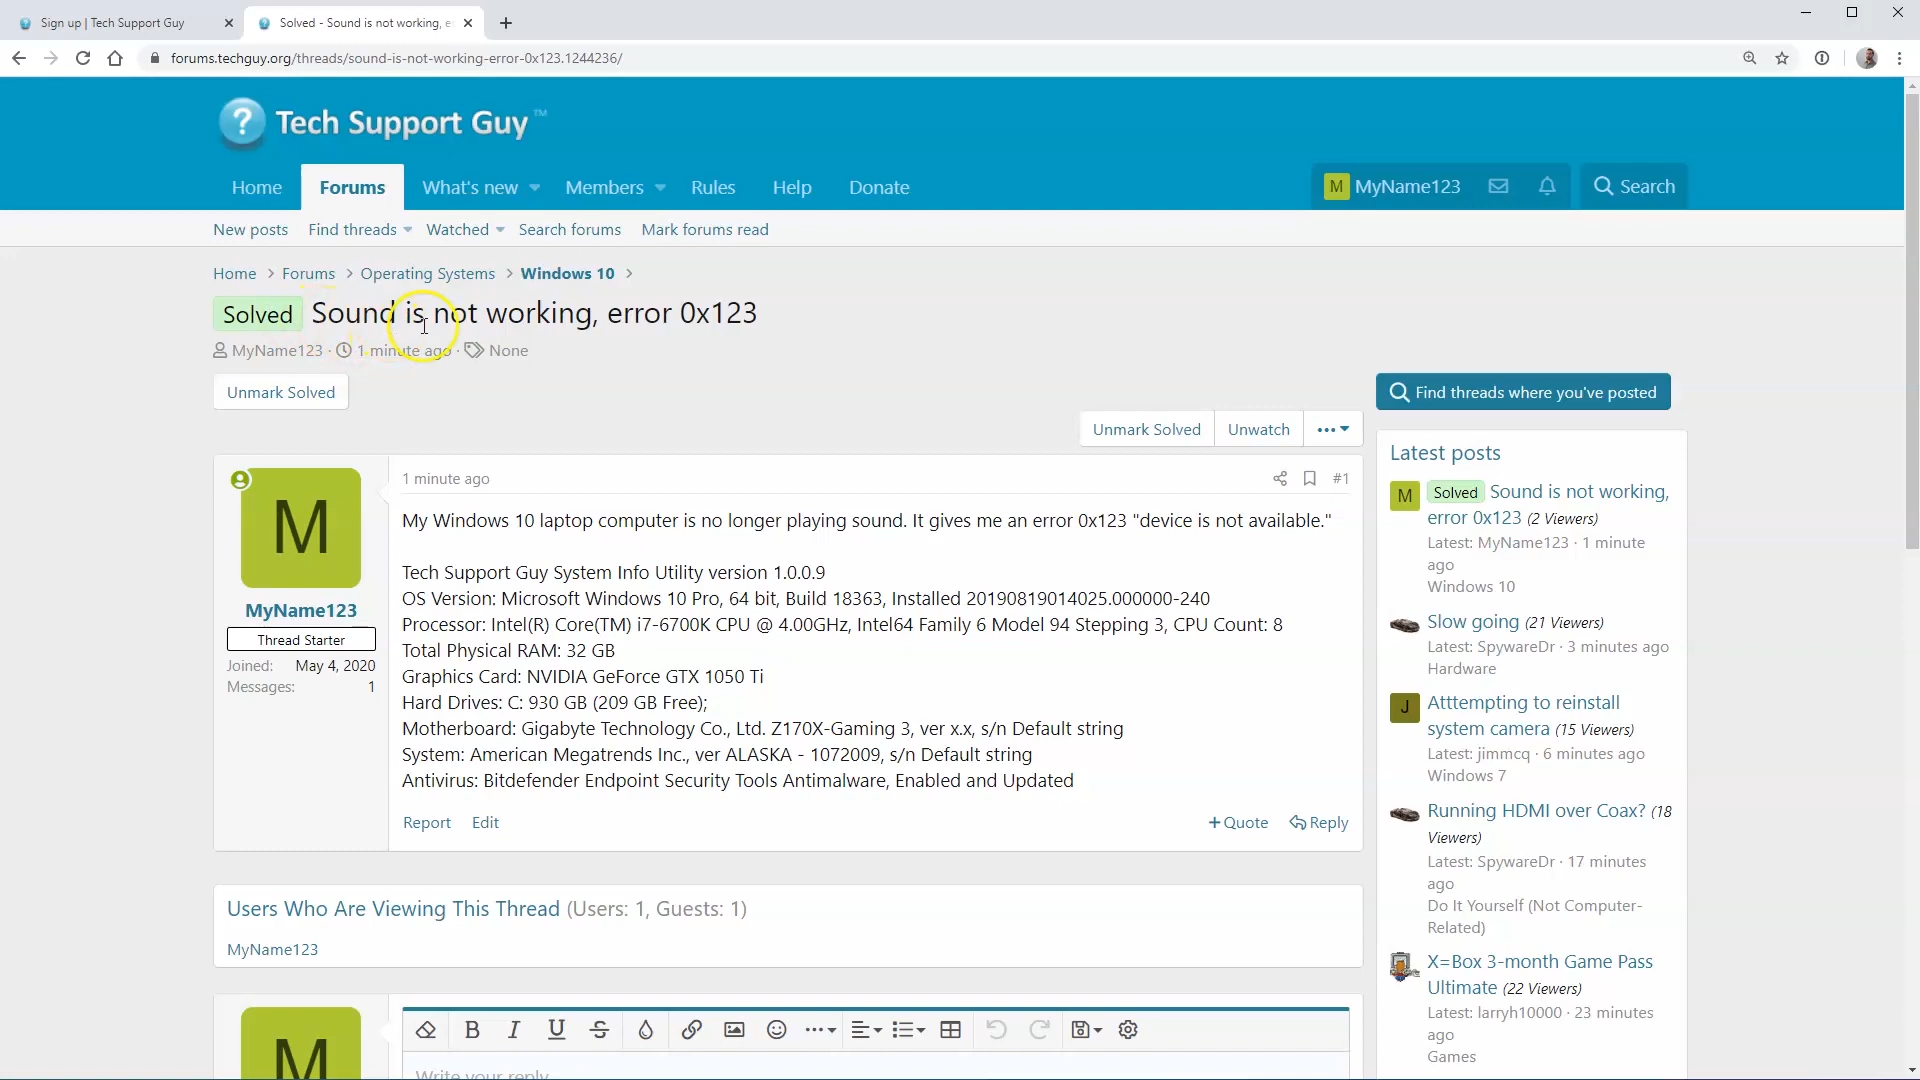 Sign up | Tech Support Guy
Solved - Sound is not working, e
forums.techguy.org/threads/sound-is-not-working-error-0x123.1244236/
? Tech Support Guy ™
Home Forums What's new Members Rules Help Donate
M MyName123 Search
New posts Find threads Watched Search forums Mark forums read
Home > Forums > Operating Systems > Windows 10 >
Solved Sound is not working, error 0x123
MyName123 · 1 minute ago · None
Unmark Solved
Find threads where you've posted
Unmark Solved Unwatch •••
M
MyName123
Thread Starter
Joined: May 4, 2020
Messages: 1
1 minute ago #1
My Windows 10 laptop computer is no longer playing sound. It gives me an error 0x123 "device is not available."
Tech Support Guy System Info Utility version 1.0.0.9
OS Version: Microsoft Windows 10 Pro, 64 bit, Build 18363, Installed 20190819014025.000000-240
Processor: Intel(R) Core(TM) i7-6700K CPU @ 4.00GHz, Intel64 Family 6 Model 94 Stepping 3, CPU Count: 8
Total Physical RAM: 32 GB
Graphics Card: NVIDIA GeForce GTX 1050 Ti
Hard Drives: C: 930 GB (209 GB Free);
Motherboard: Gigabyte Technology Co., Ltd. Z170X-Gaming 3, ver x.x, s/n Default string
System: American Megatrends Inc., ver ALASKA - 1072009, s/n Default string
Antivirus: Bitdefender Endpoint Security Tools Antimalware, Enabled and Updated
Report Edit +Quote Reply
Users Who Are Viewing This Thread (Users: 1, Guests: 1)
MyName123
M
B I U S
Write your reply
Latest posts
M Solved Sound is not working,
error 0x123 (2 Viewers)
Latest: MyName123 · 1 minute
ago
Windows 10
Slow going (21 Viewers)
Latest: SpywareDr · 3 minutes ago
Hardware
J Atttempting to reinstall
system camera (15 Viewers)
Latest: jimmcq · 6 minutes ago
Windows 7
Running HDMI over Coax? (18
Viewers)
Latest: SpywareDr · 17 minutes
ago
Do It Yourself (Not Computer-
Related)
X=Box 3-month Game Pass
Ultimate (22 Viewers)
Latest: larryh10000 · 23 minutes
ago
Games